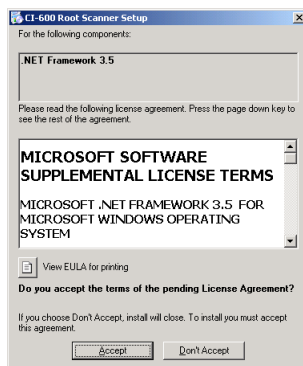 CI-600 Root Scanner Setup
For the following components:
.NET Framework 3.5
Please read the following license agreement. Press the page down key to
see the rest of the agreement.
MICROSOFT SOFTWARE
SUPPLEMENTAL LICENSE TERMS
MICROSOFT .NET FRAMEWORK 3.5 FOR
MICROSOFT WINDOWS OPERATING
SYSTEM
View EULA for printing
Do you accept the terms of the pending License Agreement?
If you choose Don't Accept, install will close. To install you must accept
this agreement.
Accept
Don't Accept